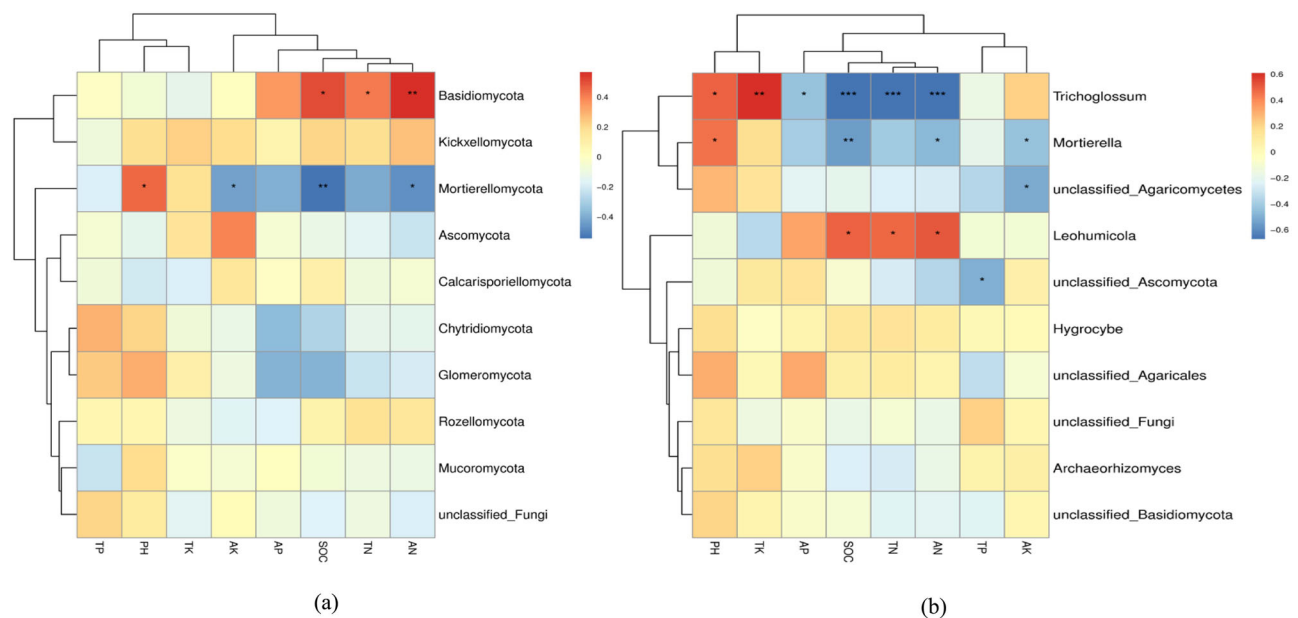 * * **
Basidiomycota
Kickxellomycota
* * ** *
Mortierellomycota
Ascomycota
Calcarisporiellomycota
Chytridiomycota
Glomeromycota
Rozellomycota
Mucoromycota
unclassified_Fungi
TP PH TK AK AP SOC TN AN
0.4
0.2
0
−0.2
−0.4
(a)
* ** * *** *** ***
Trichoglossum
* ** * *
Mortierella
*
unclassified_Agaricomycetes
* * *
Leohumicola
*
unclassified_Ascomycota
Hygrocybe
unclassified_Agaricales
unclassified_Fungi
Archaeorhizomyces
unclassified_Basidiomycota
PH TK AP SOC TN AN TP AK
0.6
0.4
0.2
0
−0.2
−0.4
−0.6
(b)